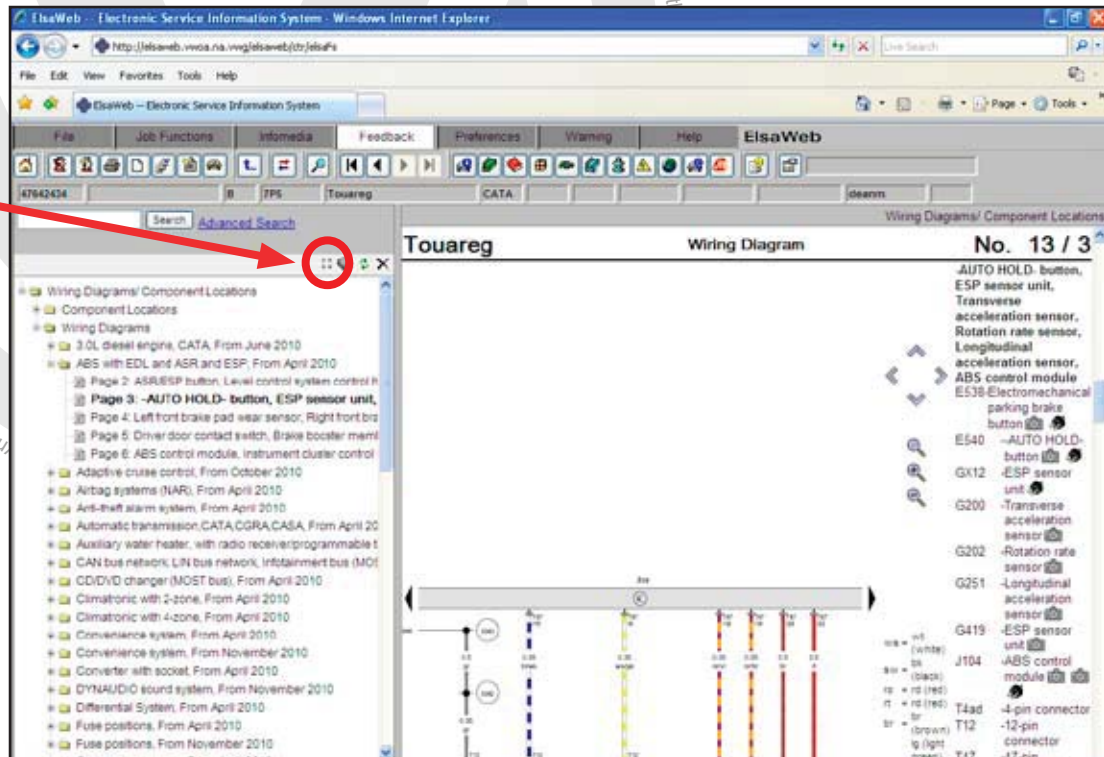 ElsaWeb - Electronic Service Information System - Windows Internet Explorer
http://elsaweb.vwoa.na.vwg/elsaweb/ctr/elsaFs
Live Search
File Edit View Favorites Tools Help
ElsaWeb -- Electronic Service Information System
Page Tools
File Job Functions Infomedia Feedback Preferences Warning Help ElsaWeb
47642434 B 7P5 Touareg CATA deanm
Search Advanced Search
Wiring Diagrams/ Component Locations
Touareg Wiring Diagram No. 13 / 3
Wiring Diagrams/ Component Locations
Component Locations
Wiring Diagrams
3.0L diesel engine, CATA, From June 2010
ABS with EDL and ASR and ESP, From April 2010
Page 2: ASR/ESP button, Level control system control
Page 3: -AUTO HOLD- button, ESP sensor unit,
Page 4: Left front brake pad wear sensor, Right front
Page 5: Driver door contact switch, Brake booster
Page 6: ABS control module, Instrument cluster control
Adaptive cruise control, From October 2010
Airbag systems (NAR), From April 2010
Anti-theft alarm system, From April 2010
Automatic transmission,CATA,CGRA,CASA, From April 20
Auxiliary water heater, with radio receiver/programmable t
CAN bus network, LIN bus network, Infotainment bus (MOS
CD/DVD changer (MOST bus), From April 2010
Climatronic with 2-zone, From April 2010
Climatronic with 4-zone, From April 2010
Convenience system, From April 2010
Convenience system, From November 2010
Converter with socket, From April 2010
DYNAUDIO sound system, From November 2010
Differential System, From April 2010
Fuse positions, From April 2010
Fuse positions, From November 2010
-AUTO HOLD- button,
ESP sensor unit,
Transverse
acceleration sensor,
Rotation rate sensor,
Longitudinal
acceleration sensor,
ABS control module
E538-Electromechanical
parking brake
button
E540 --AUTO HOLD-
button
GX12 -ESP sensor
unit
G200 -Transverse
acceleration
sensor
G202 -Rotation rate
sensor
G251 -Longitudinal
acceleration
sensor
G419 -ESP sensor
unit
J104 -ABS control
module
T4ad -4-pin connector
T12 -12-pin
connector
T47 -47-pin
ws = wt
(white)
sw = bk
(black)
ro = rd (red)
rt = rd (red)
br = br
(brown)
lg (light
green)